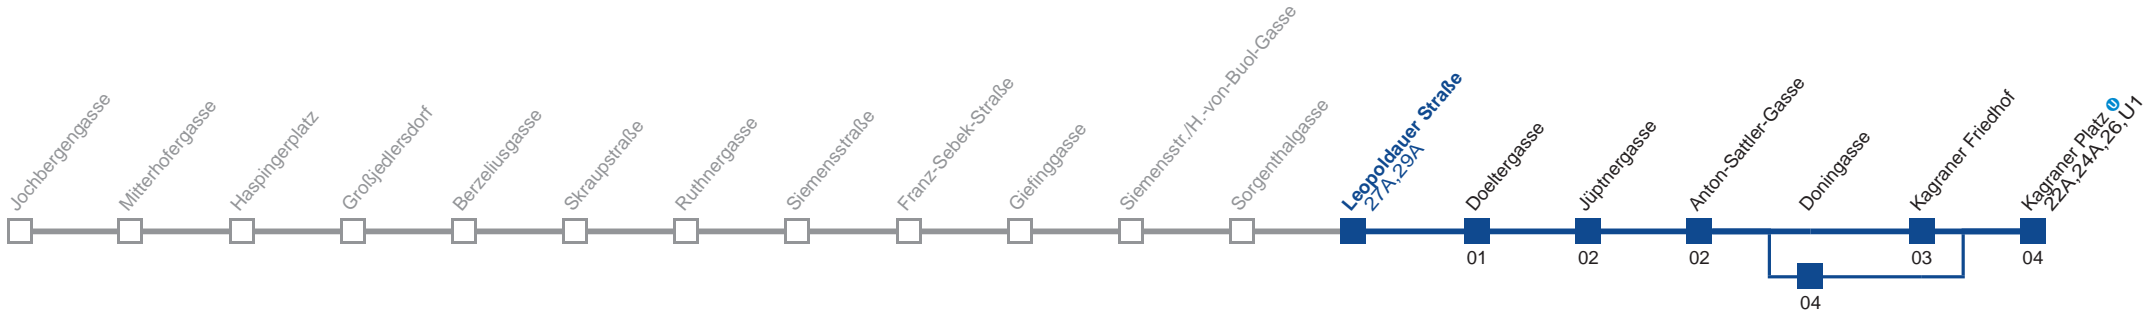 Jochbergengasse
Mitterhofergasse
Haspingerplatz
Großjedlersdorf
Berzeliusgasse
Skraupstraße
Ruthnergasse
Siemensstraße
Franz-Sebek-Straße
Giefinggasse
Siemensstr./H.-von-Buol-Gasse
Sorgenthalgasse
Leopoldauer Straße
27A,29A
Doeltergasse
Jüptnergasse
Anton-Sattler-Gasse
Doningasse
Kagraner Friedhof
Kagraner Platz U
22A,24A,26,U1
01
02
02
03
04
04